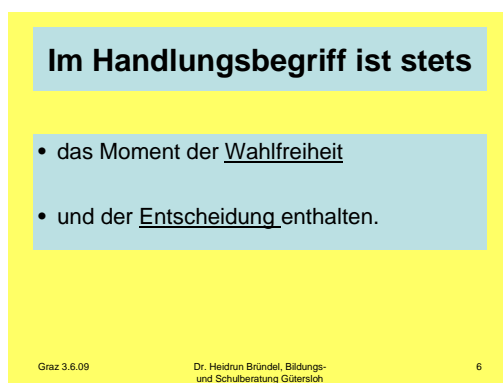 Im Handlungsbegriff ist stets
• das Moment der Wahlfreiheit
• und der Entscheidung enthalten.
Graz 3.6.09
Dr. Heidrun Bründel, Bildungs-
und Schulberatung Gütersloh
6